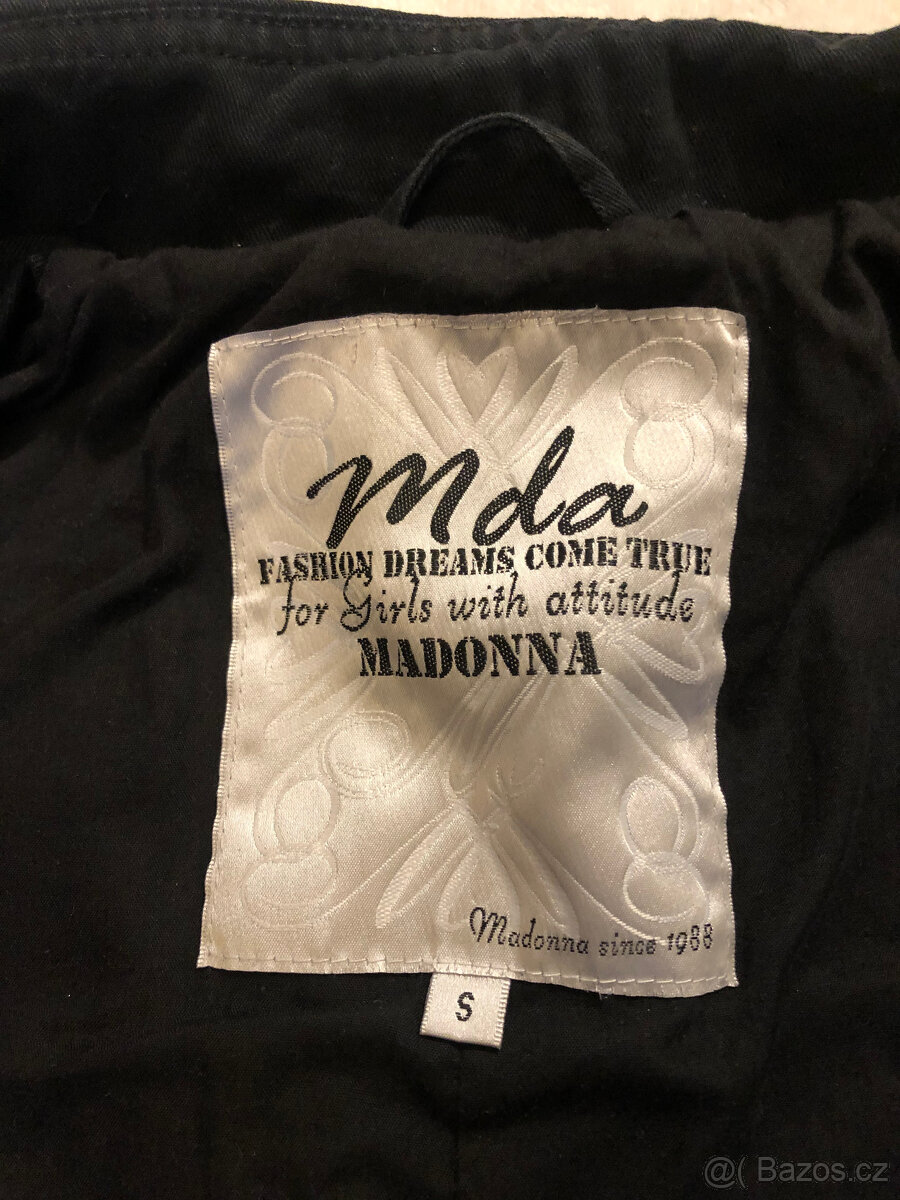 Mda
FASHION DREAMS COME TRUE
for Girls with attitude
MADONNA
Madonna since 1988
S
@( Bazos.cz